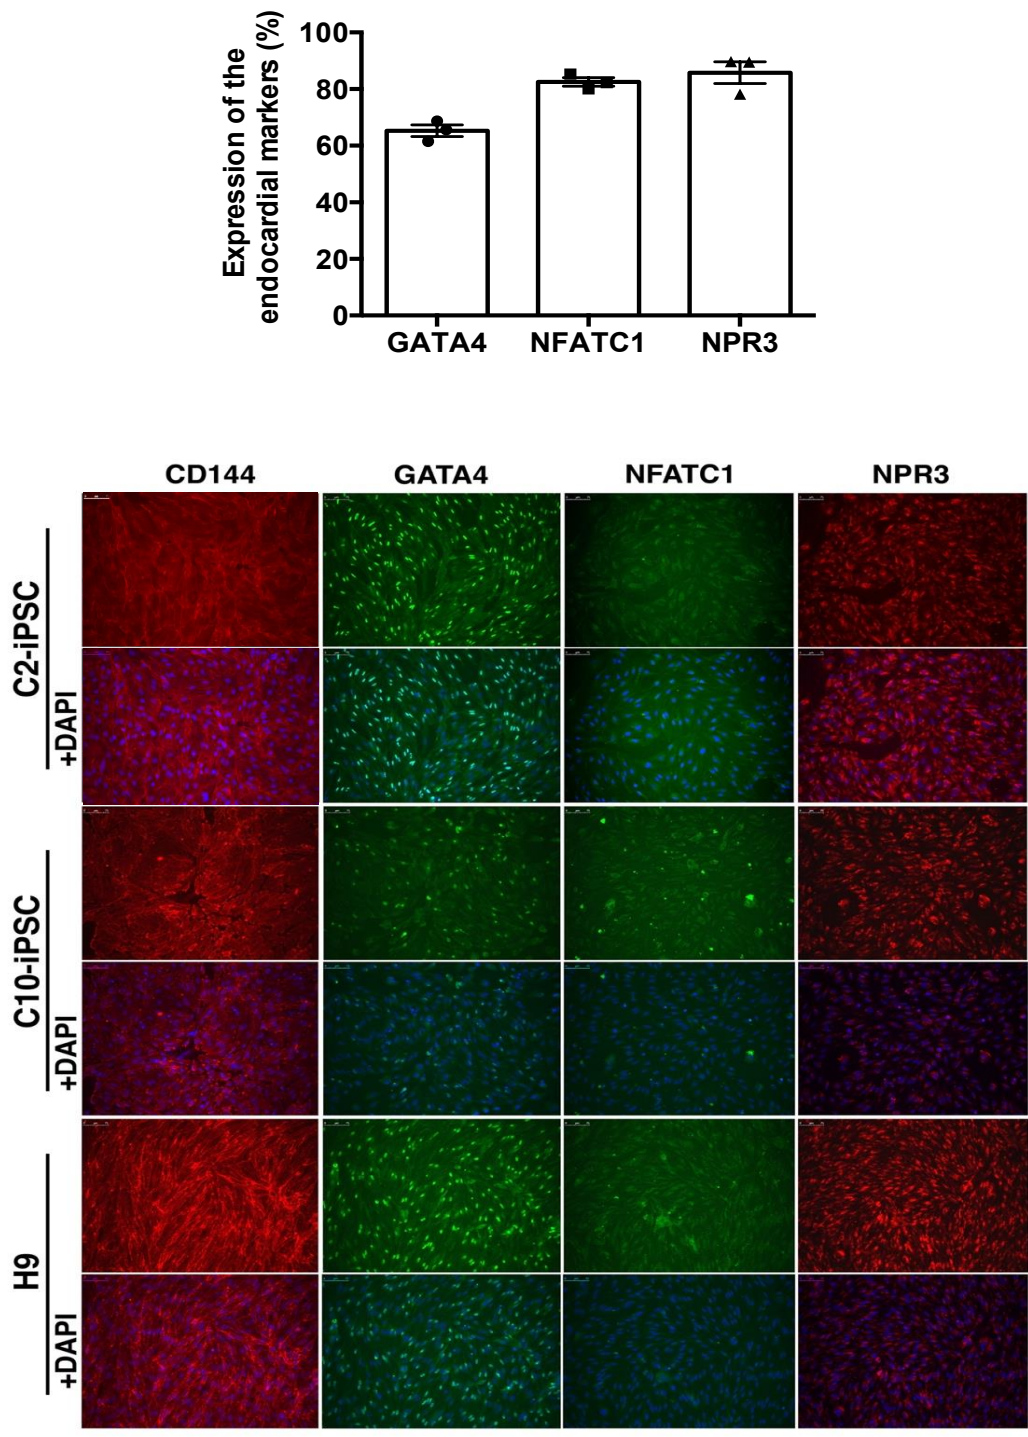 Expression of the
endocardial markers (%)
100
80
60
40
20
0
GATA4 NFATC1 NPR3
CD144 GATA4 NFATC1 NPR3
C2-iPSC
+DAPI
C10-iPSC
+DAPI
H9
+DAPI